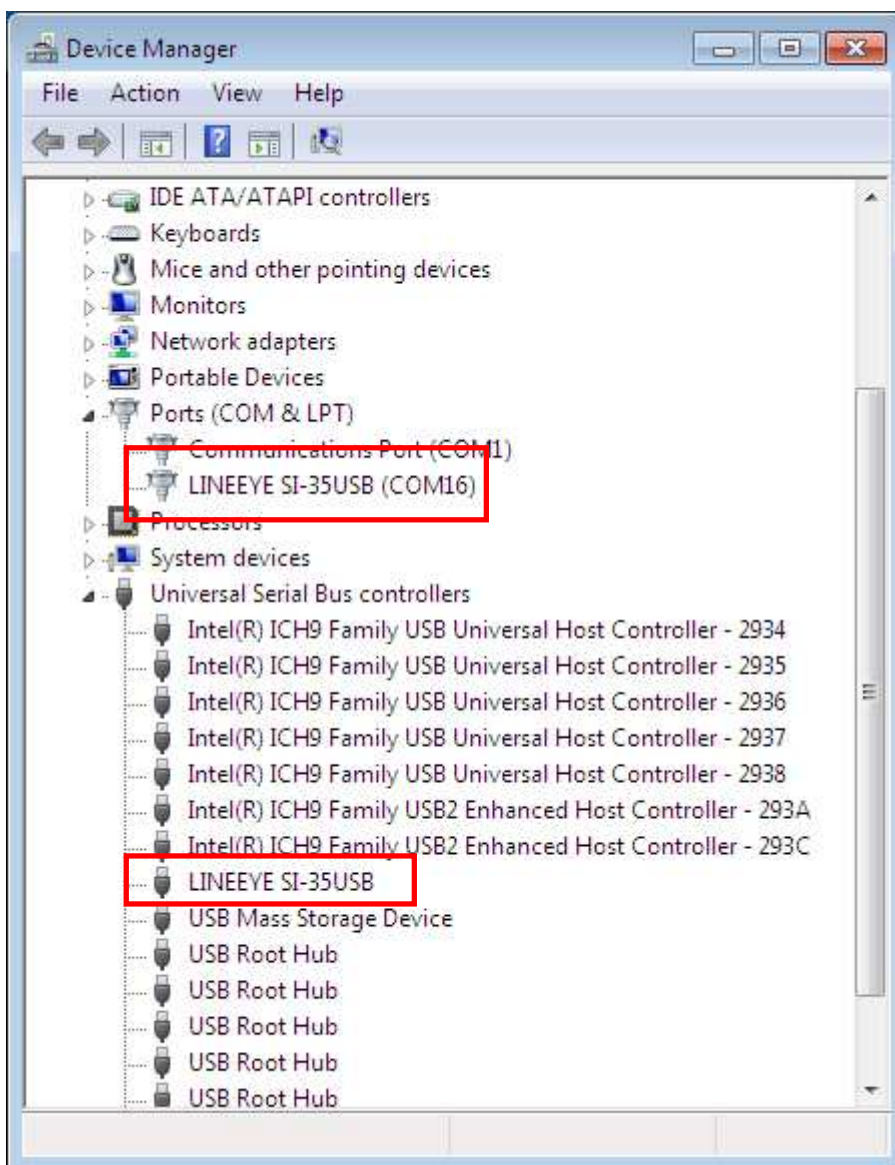 Device Manager
File Action View Help
IDE ATA/ATAPI controllers
Keyboards
Mice and other pointing devices
Monitors
Network adapters
Portable Devices
Ports (COM & LPT)
Communications Port (COM1)
LINEEYE SI-35USB (COM16)
Processors
System devices
Universal Serial Bus controllers
Intel(R) ICH9 Family USB Universal Host Controller - 2934
Intel(R) ICH9 Family USB Universal Host Controller - 2935
Intel(R) ICH9 Family USB Universal Host Controller - 2936
Intel(R) ICH9 Family USB Universal Host Controller - 2937
Intel(R) ICH9 Family USB Universal Host Controller - 2938
Intel(R) ICH9 Family USB2 Enhanced Host Controller - 293A
Intel(R) ICH9 Family USB2 Enhanced Host Controller - 293C
LINEEYE SI-35USB
USB Mass Storage Device
USB Root Hub
USB Root Hub
USB Root Hub
USB Root Hub
USB Root Hub